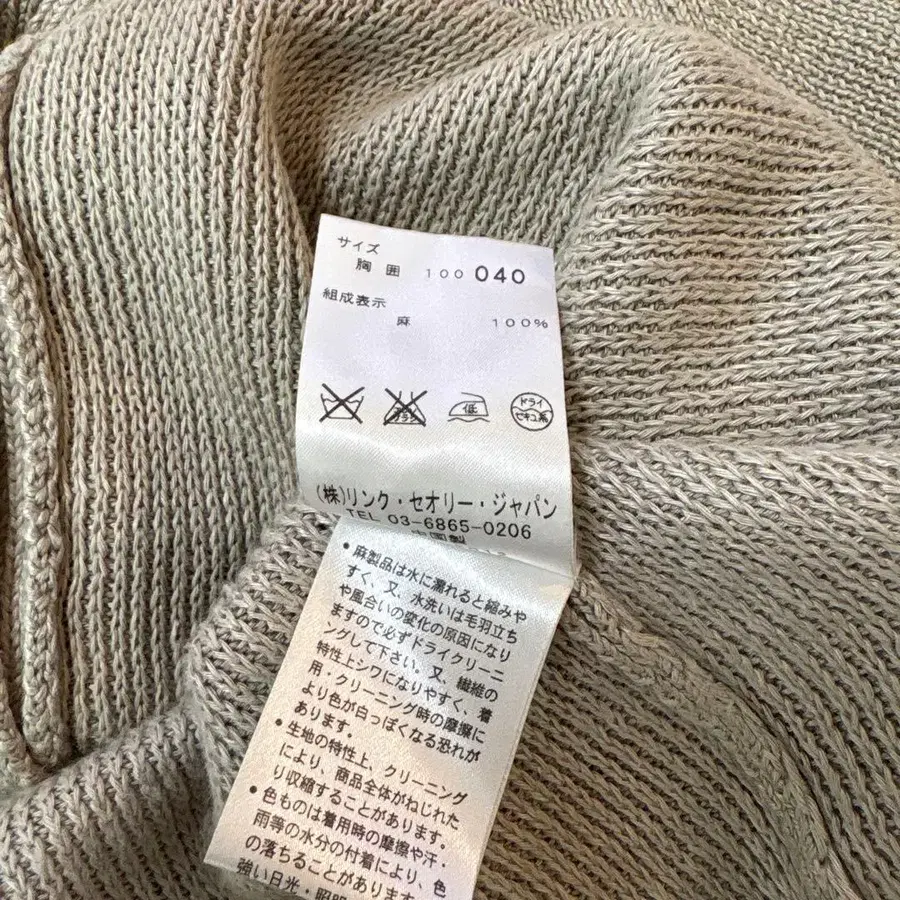 サイズ
胸囲 100 040
組成表示
麻 100%
低
ドライ
セキユ系
(株)リンク・セオリー・ジャパン
TEL 03-6865-0206
中国製
●麻製品は水に濡れると縮みや
すく、又、水洗いは毛羽立ち
や風合いの変化の原因になり
ますので必ずドライクリーニ
ングして下さい。又、繊維の
特性上シワになりやすく、着
用・クリーニング時の摩擦に
より色が白っぽくなる恐れが
あります。
●生地の特性上、クリーニング
により、商品全体がねじれた
り収縮することがあります。
●色ものは着用時の摩擦や汗・
雨等の水分の付着により、色
の落ちることがあります
強い日光・照明